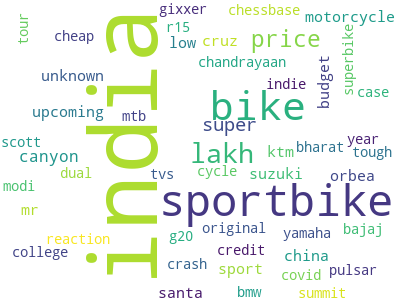 gixxer
chessbase
motorcycle
tour
cheap
r15
low
cruz
price
superbike
unknown
chandrayaan
indie
budget
case
upcoming
mtb
india
bike
super
scott
canyon
lakh
ktm
bharat
year
tough
modi
dual
tvs
cycle
suzuki
orbea
sportbike
mr
reaction
g20
original
yamaha
bajaj
college
crash
credit
sport
china
covid
pulsar
santa
bmw
summit